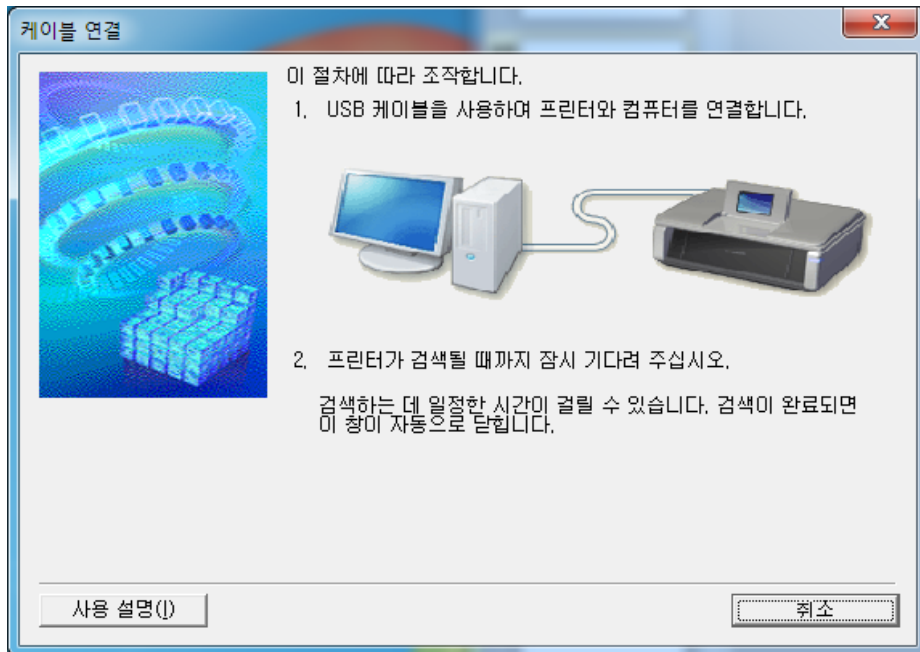 케이블 연결
이 절차에 따라 조작합니다.
1. USB 케이블을 사용하여 프린터와 컴퓨터를 연결합니다.
2. 프린터가 검색될 때까지 잠시 기다려 주십시오.
검색하는 데 일정한 시간이 걸릴 수 있습니다. 검색이 완료되면
이 창이 자동으로 닫힙니다.
사용 설명(I)
취소